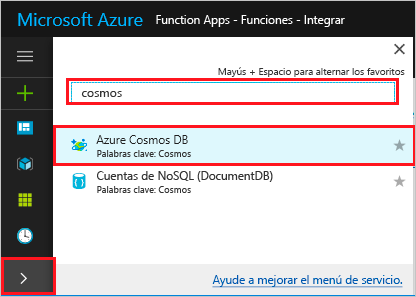 Microsoft Azure Function Apps - Funciones - Integrar
Mayús + Espacio para alternar los favoritos
cosmos
Azure Cosmos DB
Palabras clave: Cosmos
Cuentas de NoSQL (DocumentDB)
Palabras clave: Cosmos
Ayude a mejorar el menú de servicio.